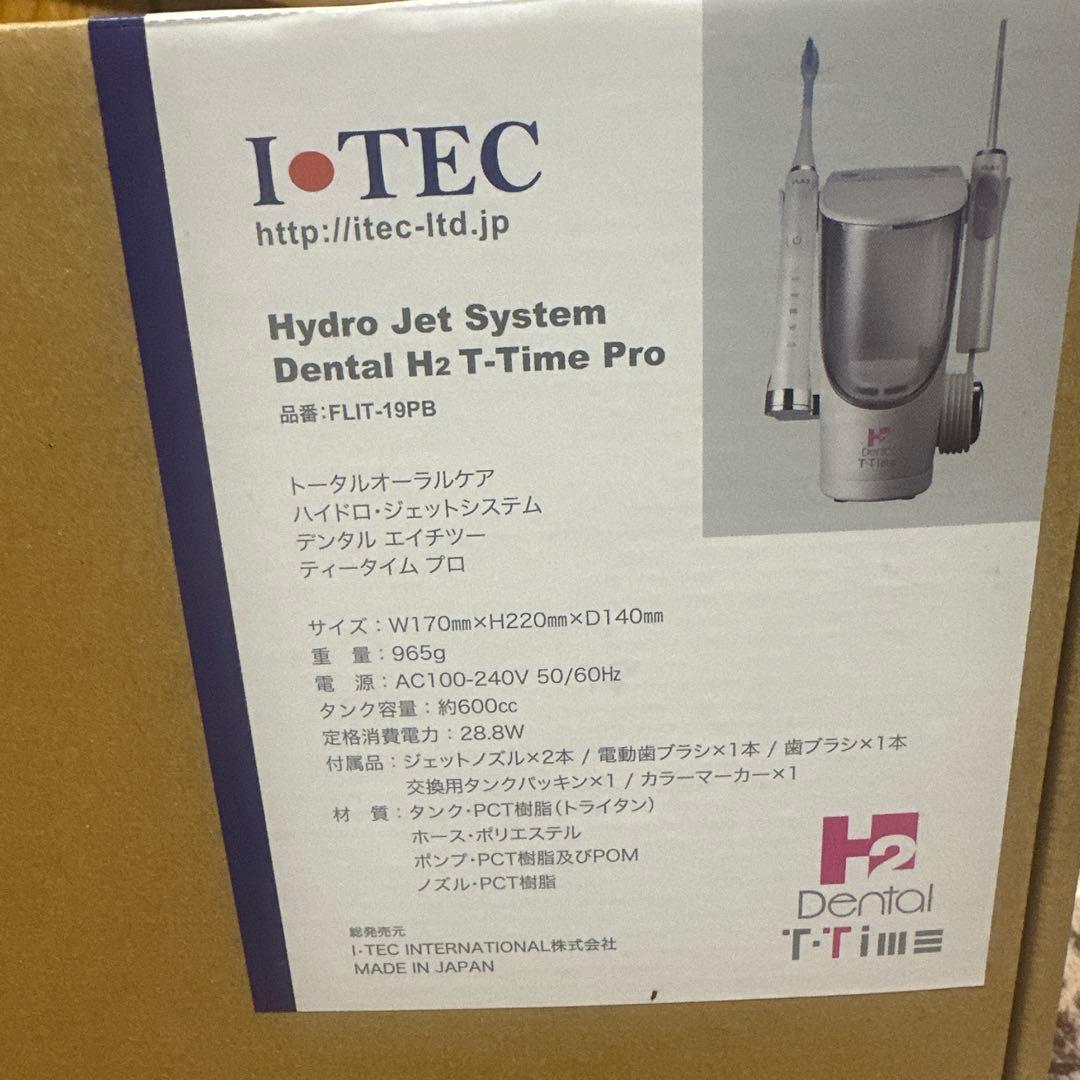 I•TEC
http://itec-ltd.jp
Hydro Jet System
Dental H2 T-Time Pro
品番:FLIT-19PB
トータルオーラルケア
ハイドロ・ジェットシステム
デンタル エイチツー
ティータイム プロ
サイズ:W170㎜×H220㎜×D140㎜
重 量:965g
電 源:AC100-240V 50/60Hz
タンク容量:約600cc
定格消費電力:28.8W
付属品:ジェットノズル×2本 / 電動歯ブラシ×1本 / 歯ブラシ×1本
交換用タンクパッキン×1 / カラーマーカー×1
材 質:タンク・PCT樹脂(トライタン)
ホース・ポリエステル
ポンプ・PCT樹脂及びPOM
ノズル・PCT樹脂
総発売元
I・TEC INTERNATIONAL株式会社
MADE IN JAPAN
H2
Dental
T・Time
H2
Dental
T・Time